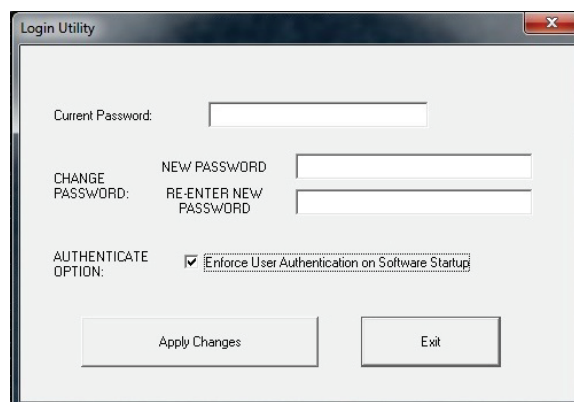 Login Utility
Current Password:
CHANGE
PASSWORD:
NEW PASSWORD
RE-ENTER NEW
PASSWORD
AUTHENTICATE
OPTION:
Enforce User Authentication on Software Startup
Apply Changes
Exit